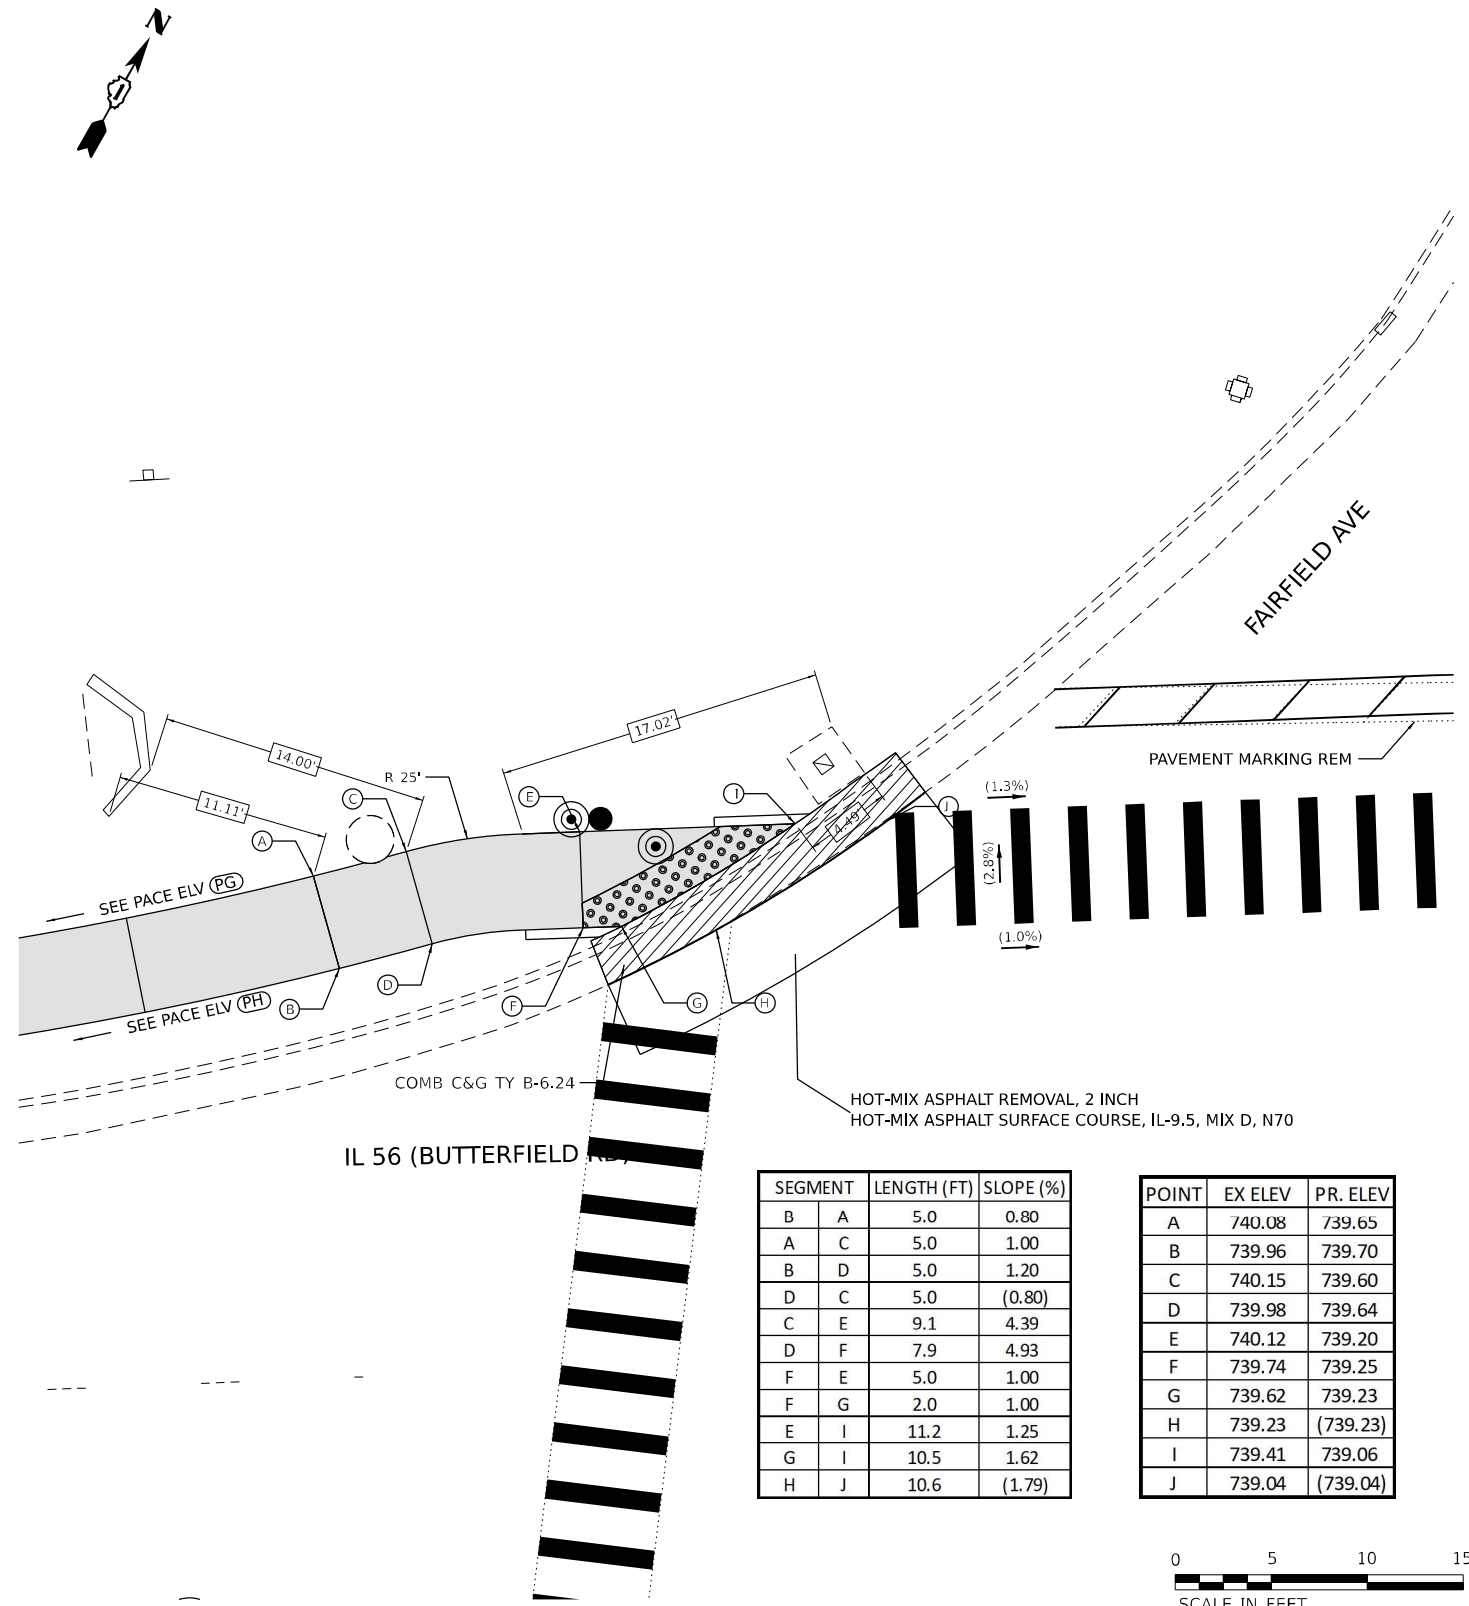 N
I
FAIRFIELD AVE
17.02'
14.00'
R 25'
11.11'
PAVEMENT MARKING REM
(1.3%)
E
I
C
J
4.49'
A
(2.8%)
SEE PACE ELV PG
(1.0%)
D
B
F
G
H
SEE PACE ELV PH
COMB C&G TY B-6.24
HOT-MIX ASPHALT REMOVAL, 2 INCH
HOT-MIX ASPHALT SURFACE COURSE, IL-9.5, MIX D, N70
IL 56 (BUTTERFIELD RD)
SEGMENT LENGTH (FT) SLOPE (%)
B A 5.0 0.80
A C 5.0 1.00
B D 5.0 1.20
D C 5.0 (0.80)
C E 9.1 4.39
D F 7.9 4.93
F E 5.0 1.00
F G 2.0 1.00
E I 11.2 1.25
G I 10.5 1.62
H J 10.6 (1.79)
POINT EX ELEV PR. ELEV
A 740.08 739.65
B 739.96 739.70
C 740.15 739.60
D 739.98 739.64
E 740.12 739.20
F 739.74 739.25
G 739.62 739.23
H 739.23 (739.23)
I 739.41 739.06
J 739.04 (739.04)
0 5 10 15
SCALE IN FEET